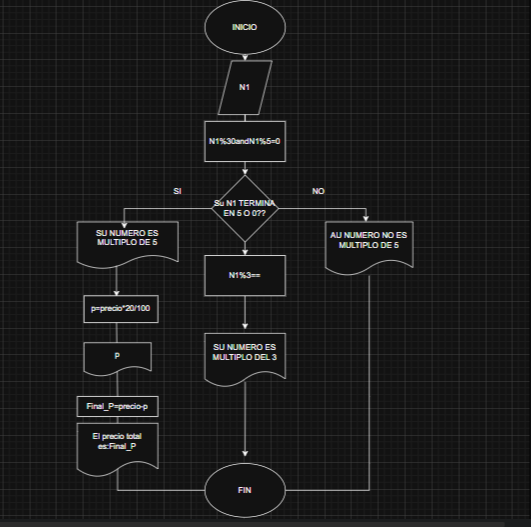 INICIO
N1
N1%30andN1%5=0
SI
NO
Su N1 TERMINA
EN 5 O 0??
SU NUMERO ES
MULTIPLO DE 5
AU NUMERO NO ES
MULTIPLO DE 5
N1%3==
p=precio*20/100
SU NUMERO ES
MULTIPLO DEL 3
p
Final_P=precio-p
El precio total
es:Final_P
FIN